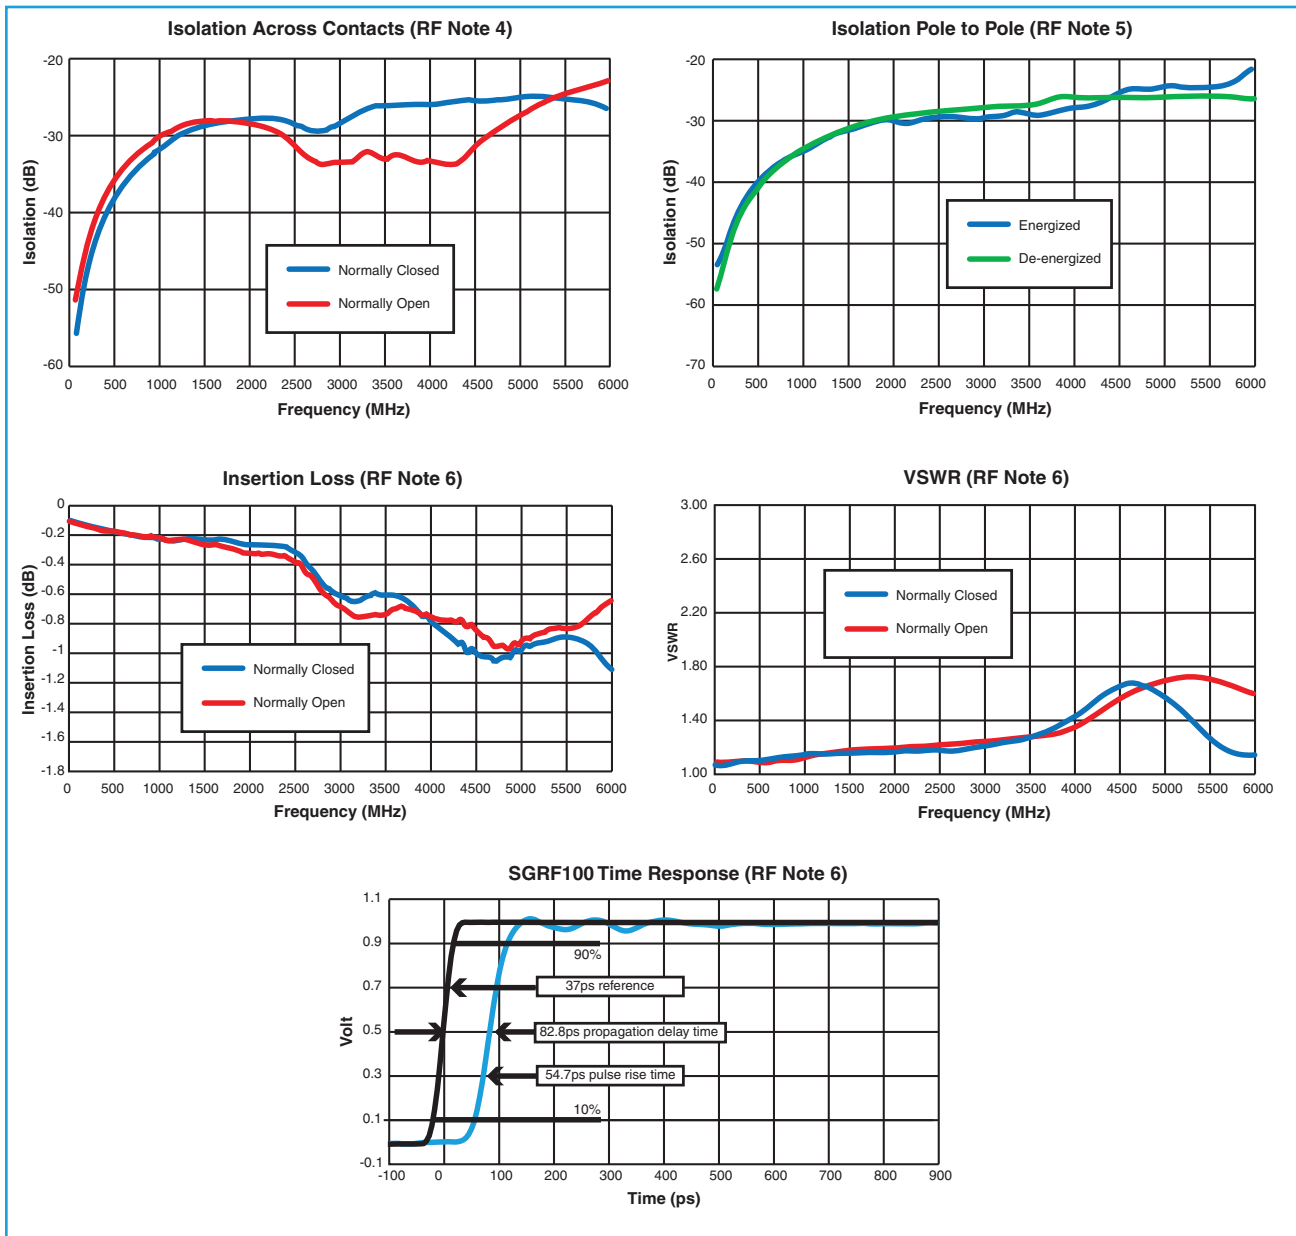 Isolation Across Contacts (RF Note 4)
Isolation (dB)
-20
-30
-40
-50
-60
Normally Closed
Normally Open
0 500 1000 1500 2000 2500 3000 3500 4000 4500 5000 5500 6000
Frequency (MHz)
Isolation Pole to Pole (RF Note 5)
Isolation (dB)
-20
-30
-40
-50
-60
-70
Energized
De-energized
0 500 1000 1500 2000 2500 3000 3500 4000 4500 5000 5500 6000
Frequency (MHz)
Insertion Loss (RF Note 6)
Insertion Loss (dB)
0
-0.2
-0.4
-0.6
-0.8
-1
-1.2
-1.4
-1.6
-1.8
Normally Closed
Normally Open
0 500 1000 1500 2000 2500 3000 3500 4000 4500 5000 5500 6000
Frequency (MHz)
VSWR (RF Note 6)
VSWR
3.00
2.60
2.20
1.80
1.40
1.00
Normally Closed
Normally Open
0 500 1000 1500 2000 2500 3000 3500 4000 4500 5000 5500 6000
Frequency (MHz)
SGRF100 Time Response (RF Note 6)
Volt
1.1
0.9
0.7
0.5
0.3
0.1
-0.1
90%
37ps reference
82.8ps propagation delay time
54.7ps pulse rise time
10%
-100 0 100 200 300 400 500 600 700 800 900
Time (ps)